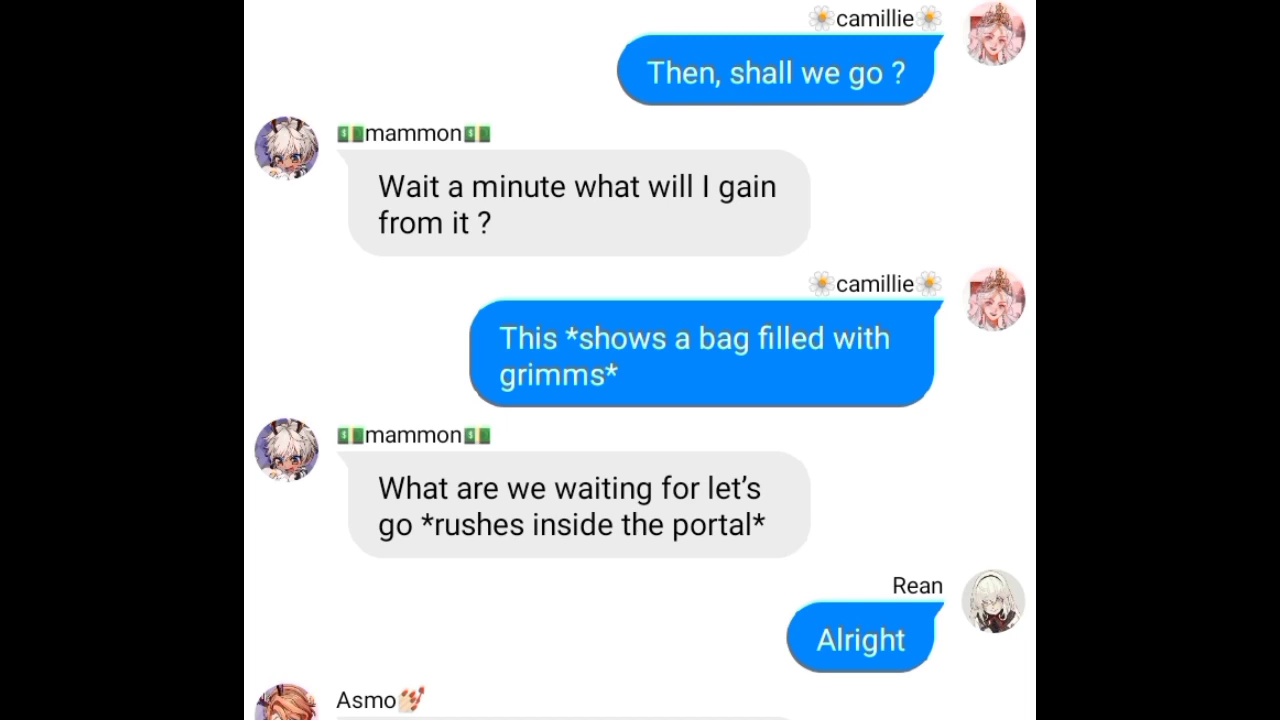 🌼camillie🌼
Then, shall we go ?
💵mammon💵
Wait a minute what will I gain
from it ?
🌼camillie🌼
This *shows a bag filled with
grimms*
💵mammon💵
What are we waiting for let's
go *rushes inside the portal*
Rean
Alright
Asmo💅🏻